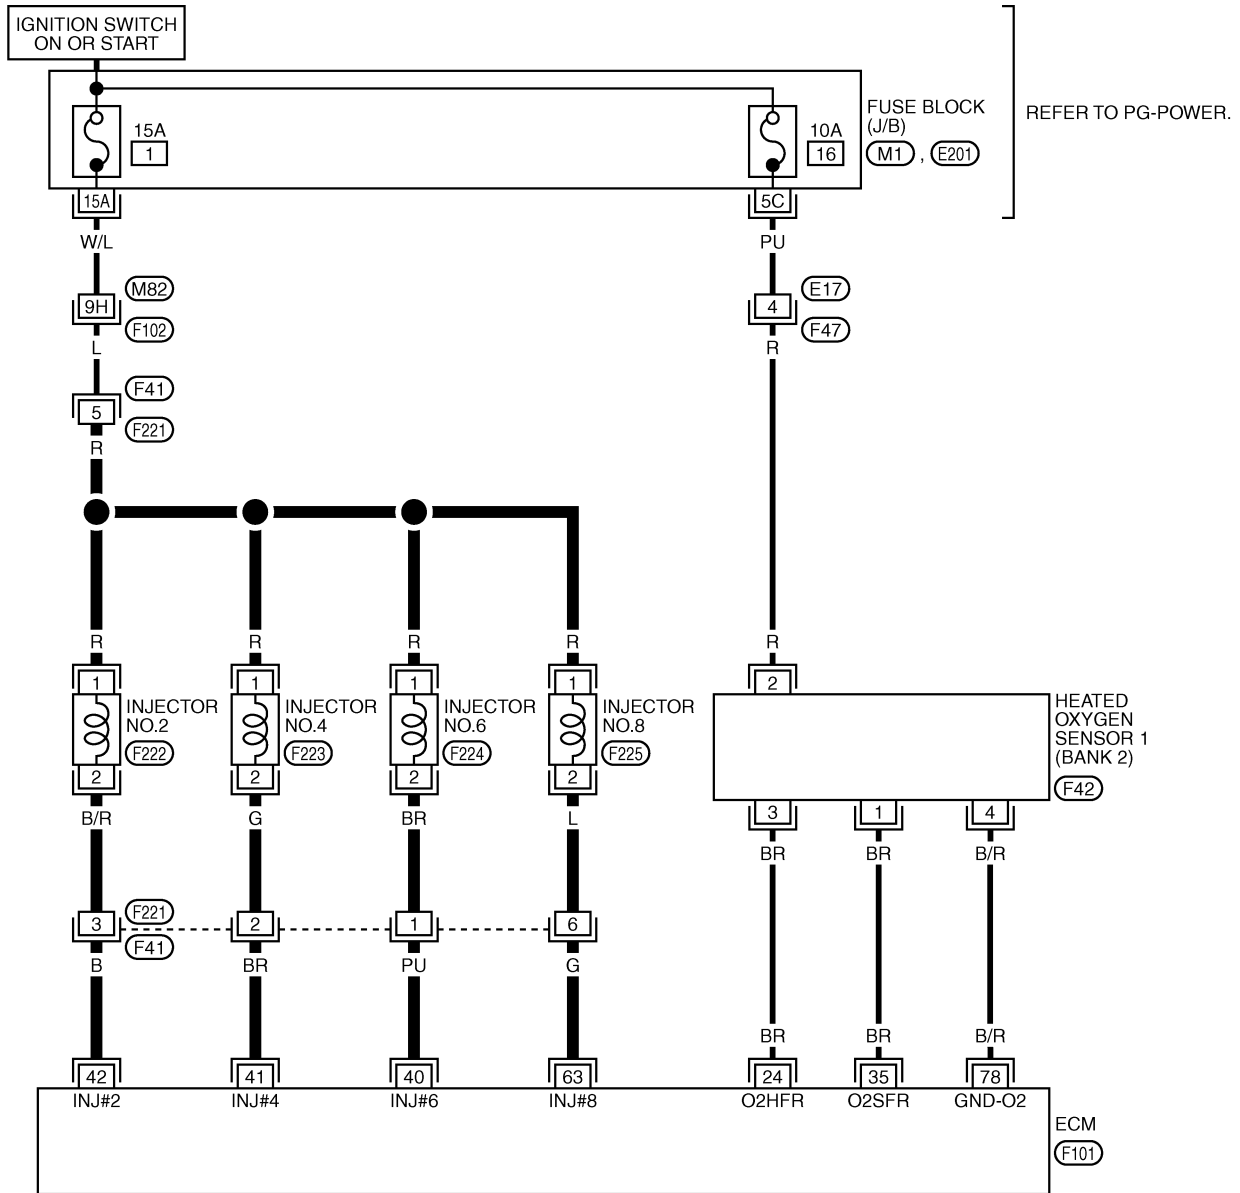 IGNITION SWITCH
ON OR START
FUSE BLOCK
(J/B)
M1 , E201
REFER TO PG-POWER.
15A
1
10A
16
15A
5C
W/L
PU
9H
M82
F102
4
E17
F47
L
R
5
F41
F221
R
R
R
R
R
R
1
1
1
1
2
INJECTOR
NO.2
F222
INJECTOR
NO.4
F223
INJECTOR
NO.6
F224
INJECTOR
NO.8
F225
HEATED
OXYGEN
SENSOR 1
(BANK 2)
F42
2
2
2
2
3
1
4
B/R
G
BR
L
BR
BR
B/R
3
F221
F41
2
1
6
B
BR
PU
G
BR
BR
B/R
42
41
40
63
24
35
78
INJ#2
INJ#4
INJ#6
INJ#8
O2HFR
O2SFR
GND-O2
ECM
F101